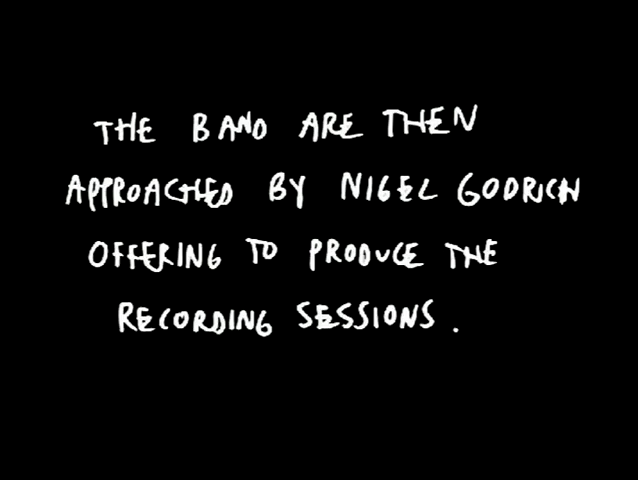 THE BAND ARE THEN
APPROACHED BY NIGEL GODRICH
OFFERING TO PRODUCE THE
RECORDING SESSIONS.